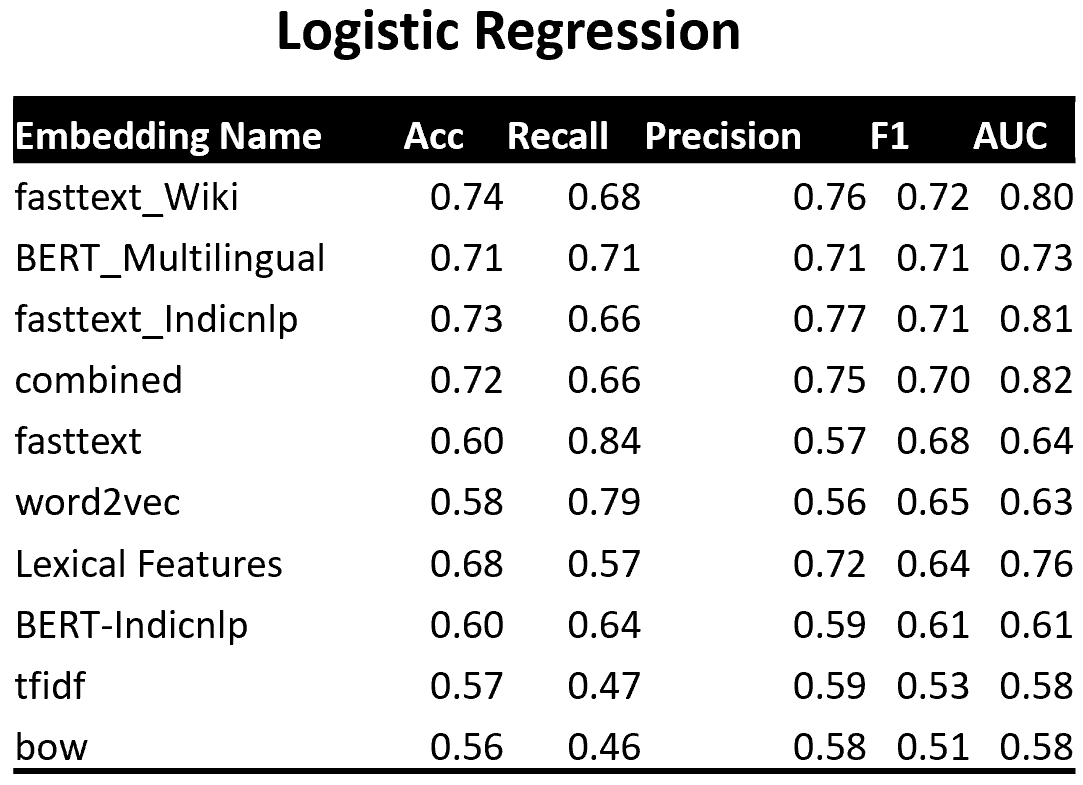 Logistic Regression
Embedding Name Acc Recall Precision F1 AUC
fasttext_Wiki 0.74 0.68 0.76 0.72 0.80
BERT_Multilingual 0.71 0.71 0.71 0.71 0.73
fasttext_Indicnlp 0.73 0.66 0.77 0.71 0.81
combined 0.72 0.66 0.75 0.70 0.82
fasttext 0.60 0.84 0.57 0.68 0.64
word2vec 0.58 0.79 0.56 0.65 0.63
Lexical Features 0.68 0.57 0.72 0.64 0.76
BERT-Indicnlp 0.60 0.64 0.59 0.61 0.61
tfidf 0.57 0.47 0.59 0.53 0.58
bow 0.56 0.46 0.58 0.51 0.58